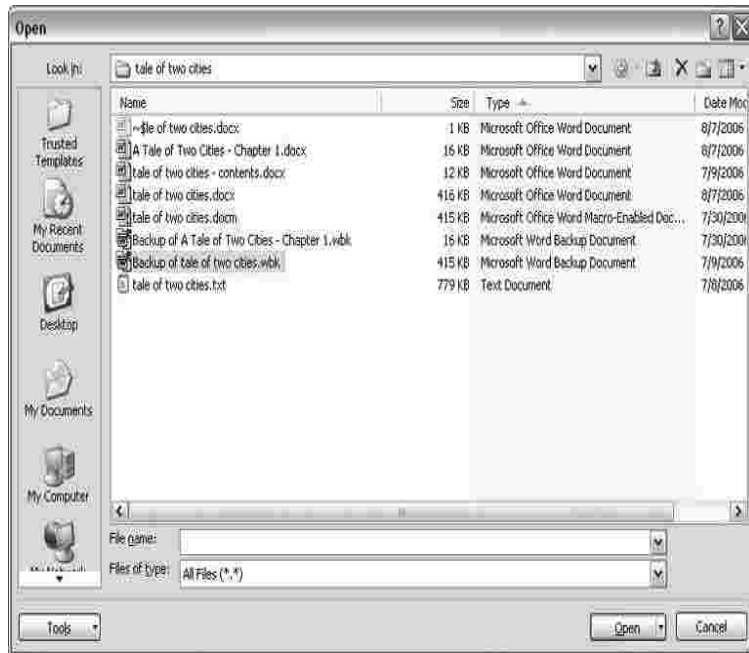 Open
Look in:
tale of two cities
Name Size Type Date Mod
~$le of two cities.docx 1 KB Microsoft Office Word Document 8/7/2006
A Tale of Two Cities - Chapter 1.docx 16 KB Microsoft Office Word Document 8/7/2006
tale of two cities - contents.docx 12 KB Microsoft Office Word Document 7/9/2006
tale of two cities.docx 416 KB Microsoft Office Word Document 8/7/2006
tale of two cities.docm 415 KB Microsoft Office Word Macro-Enabled Doc... 7/30/200
Backup of A Tale of Two Cities - Chapter 1.wbk 16 KB Microsoft Word Backup Document 7/30/200
Backup of tale of two cities.wbk 415 KB Microsoft Word Backup Document 7/9/2006
tale of two cities.txt 779 KB Text Document 7/8/2006
Trusted
Templates
My Recent
Documents
Desktop
My Documents
My Computer
File name:
Files of type: All Files (*.*)
Tools
Open
Cancel